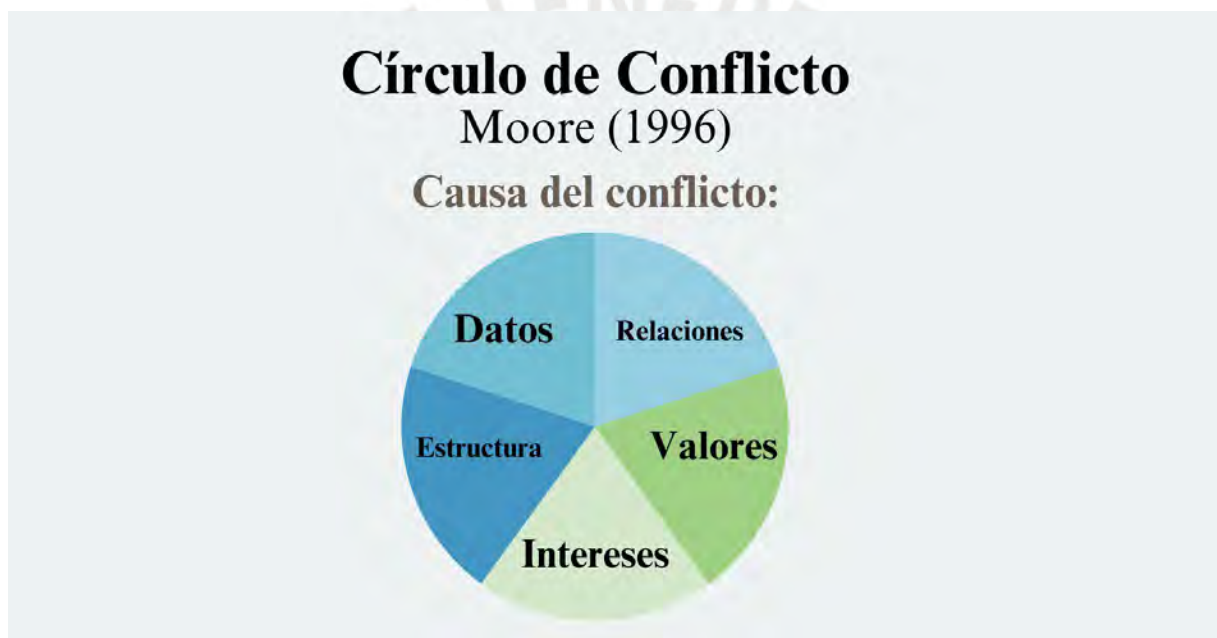 Círculo de Conflicto
Moore (1996)
Causa del conflicto:
Datos
Relaciones
Estructura
Valores
Intereses